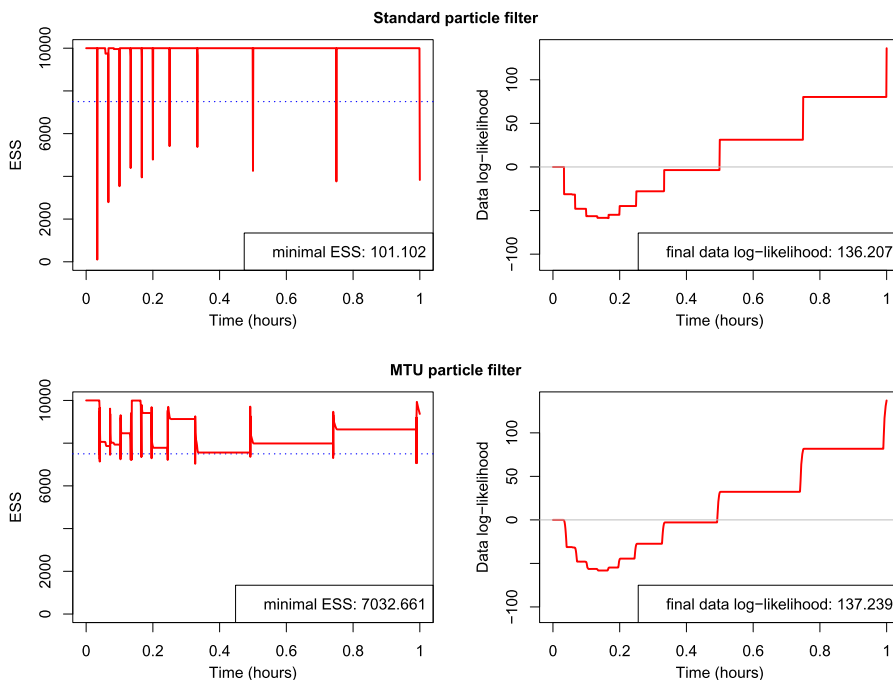 Standard particle filter
ESS
10000
6000
4000
2000
0
minimal ESS: 101.102
0 0.2 0.4 0.6 0.8 1
Time (hours)
Data log−likelihood
100
50
0
−100
final data log−likelihood: 136.207
0 0.2 0.4 0.6 0.8 1
Time (hours)
MTU particle filter
ESS
10000
6000
2000
0
minimal ESS: 7032.661
0 0.2 0.4 0.6 0.8 1
Time (hours)
Data log−likelihood
100
50
0
−100
final data log−likelihood: 137.239
0 0.2 0.4 0.6 0.8 1
Time (hours)